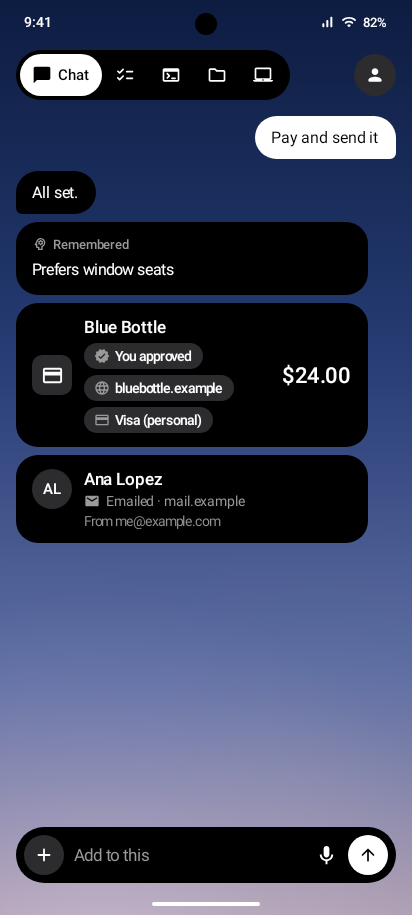 9:41
82%
Chat
Pay and send it
All set.
Remembered
Prefers window seats
Blue Bottle
You approved
bluebottle.example
Visa (personal)
$24.00
AL
Ana Lopez
Emailed · mail.example
From me@example.com
Add to this